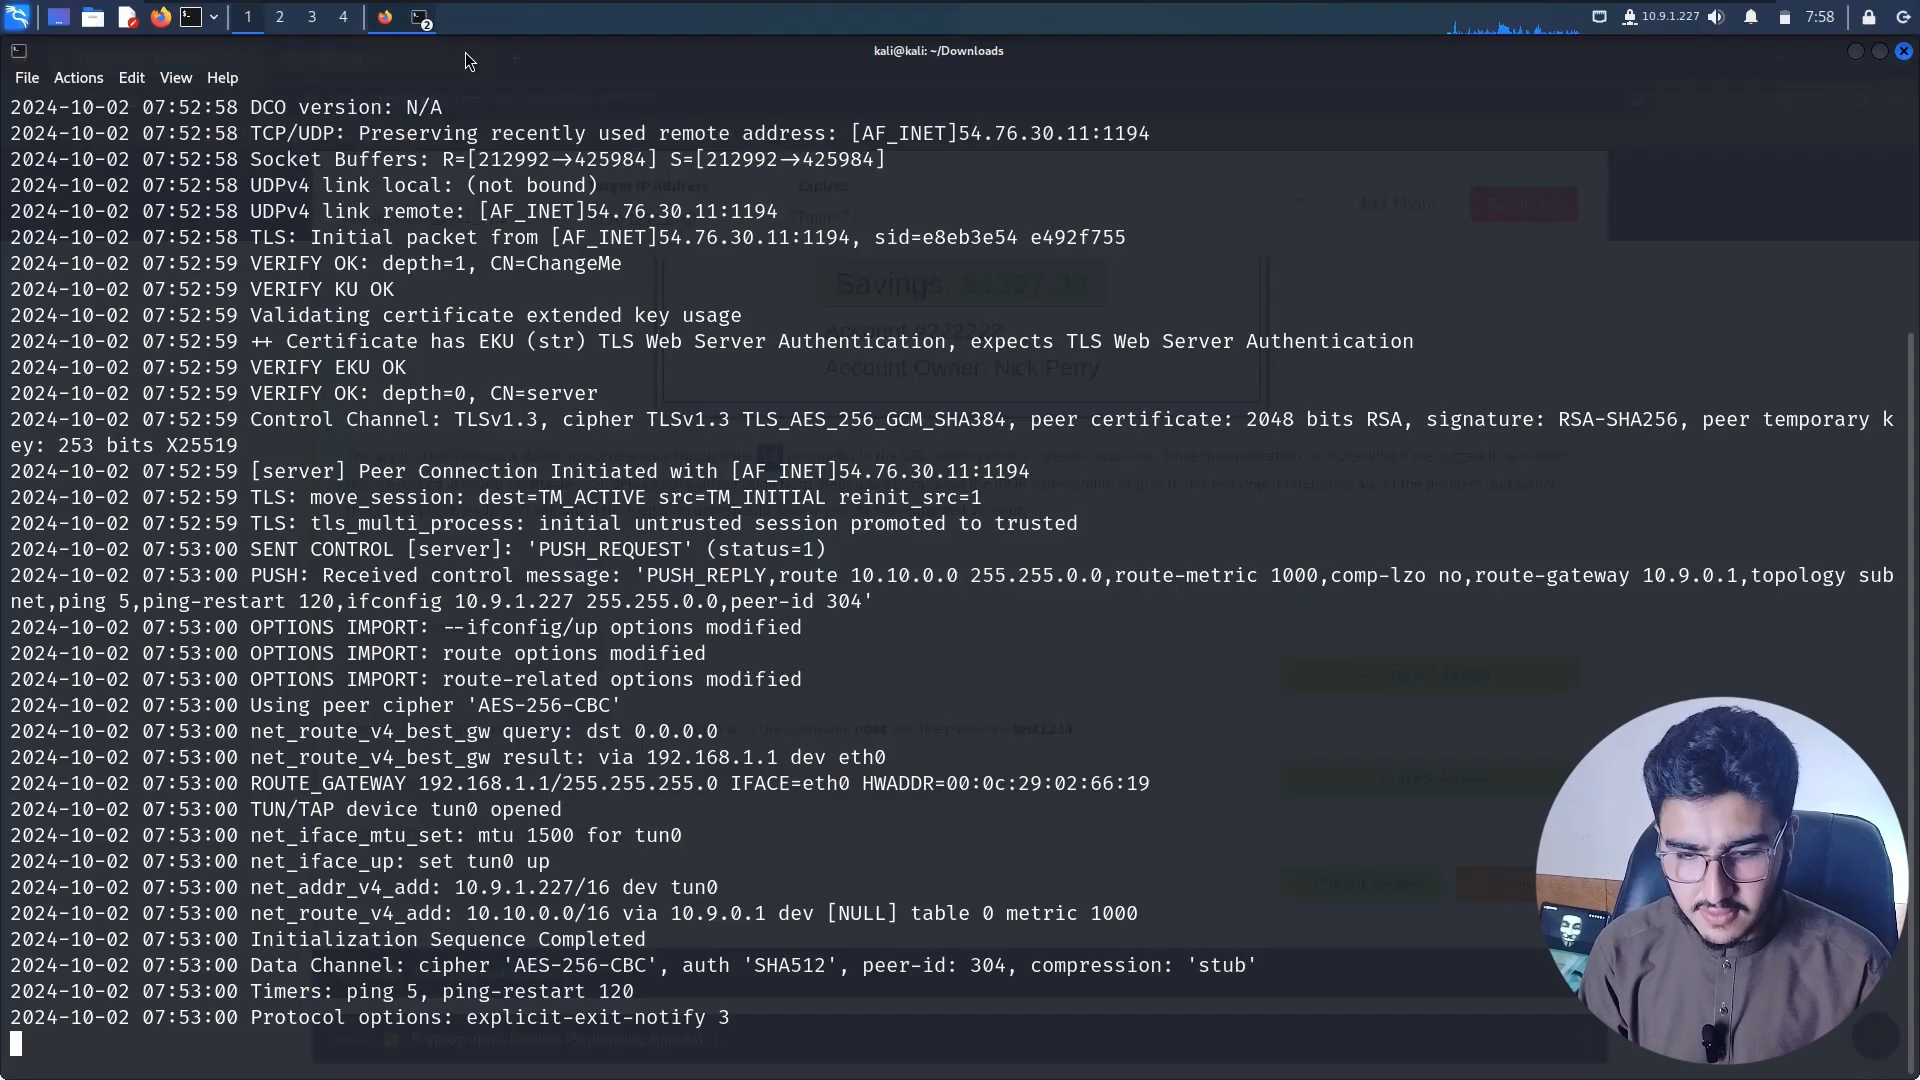 1 2 3 4 2 10.9.1.227 7:58
kali@kali: ~/Downloads
File Actions Edit View Help
2024-10-02 07:52:58 DCO version: N/A
2024-10-02 07:52:58 TCP/UDP: Preserving recently used remote address: [AF_INET]54.76.30.11:1194
2024-10-02 07:52:58 Socket Buffers: R=[212992→425984] S=[212992→425984]
2024-10-02 07:52:58 UDPv4 link local: (not bound)
2024-10-02 07:52:58 UDPv4 link remote: [AF_INET]54.76.30.11:1194
2024-10-02 07:52:58 TLS: Initial packet from [AF_INET]54.76.30.11:1194, sid=e8eb3e54 e492f755
2024-10-02 07:52:59 VERIFY OK: depth=1, CN=ChangeMe
2024-10-02 07:52:59 VERIFY KU OK
2024-10-02 07:52:59 Validating certificate extended key usage
2024-10-02 07:52:59 ++ Certificate has EKU (str) TLS Web Server Authentication, expects TLS Web Server Authentication
2024-10-02 07:52:59 VERIFY EKU OK
2024-10-02 07:52:59 VERIFY OK: depth=0, CN=server
2024-10-02 07:52:59 Control Channel: TLSv1.3, cipher TLSv1.3 TLS_AES_256_GCM_SHA384, peer certificate: 2048 bits RSA, signature: RSA-SHA256, peer temporary k
ey: 253 bits X25519
2024-10-02 07:52:59 [server] Peer Connection Initiated with [AF_INET]54.76.30.11:1194
2024-10-02 07:52:59 TLS: move_session: dest=TM_ACTIVE src=TM_INITIAL reinit_src=1
2024-10-02 07:52:59 TLS: tls_multi_process: initial untrusted session promoted to trusted
2024-10-02 07:53:00 SENT CONTROL [server]: 'PUSH_REQUEST' (status=1)
2024-10-02 07:53:00 PUSH: Received control message: 'PUSH_REPLY,route 10.10.0.0 255.255.0.0,route-metric 1000,comp-lzo no,route-gateway 10.9.0.1,topology sub
net,ping 5,ping-restart 120,ifconfig 10.9.1.227 255.255.0.0,peer-id 304'
2024-10-02 07:53:00 OPTIONS IMPORT: --ifconfig/up options modified
2024-10-02 07:53:00 OPTIONS IMPORT: route options modified
2024-10-02 07:53:00 OPTIONS IMPORT: route-related options modified
2024-10-02 07:53:00 Using peer cipher 'AES-256-CBC'
2024-10-02 07:53:00 net_route_v4_best_gw query: dst 0.0.0.0
2024-10-02 07:53:00 net_route_v4_best_gw result: via 192.168.1.1 dev eth0
2024-10-02 07:53:00 ROUTE_GATEWAY 192.168.1.1/255.255.255.0 IFACE=eth0 HWADDR=00:0c:29:02:66:19
2024-10-02 07:53:00 TUN/TAP device tun0 opened
2024-10-02 07:53:00 net_iface_mtu_set: mtu 1500 for tun0
2024-10-02 07:53:00 net_iface_up: set tun0 up
2024-10-02 07:53:00 net_addr_v4_add: 10.9.1.227/16 dev tun0
2024-10-02 07:53:00 net_route_v4_add: 10.10.0.0/16 via 10.9.0.1 dev [NULL] table 0 metric 1000
2024-10-02 07:53:00 Initialization Sequence Completed
2024-10-02 07:53:00 Data Channel: cipher 'AES-256-CBC', auth 'SHA512', peer-id: 304, compression: 'stub'
2024-10-02 07:53:00 Timers: ping 5, ping-restart 120
2024-10-02 07:53:00 Protocol options: explicit-exit-notify 3
Expires
Savings
Account Owner: Nick Perry